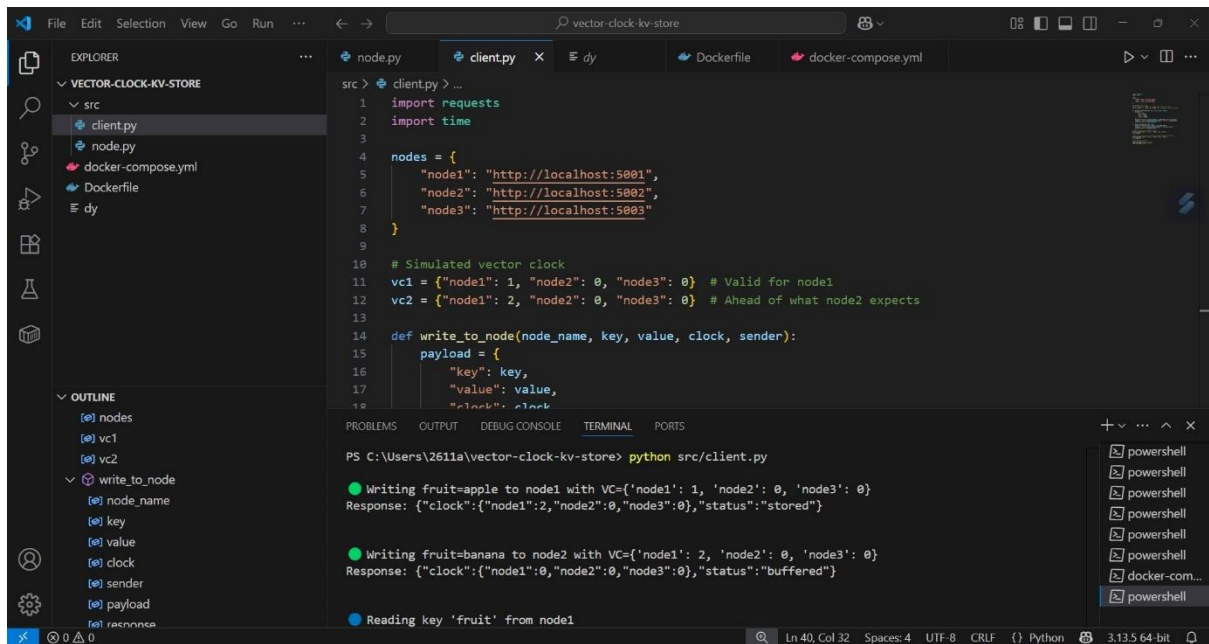 File Edit Selection View Go Run ···
vector-clock-kv-store
EXPLORER
VECTOR-CLOCK-KV-STORE
src
client.py
node.py
docker-compose.yml
Dockerfile
dy
OUTLINE
nodes
vc1
vc2
write_to_node
node_name
key
value
clock
sender
payload
response
node.py client.py dy Dockerfile docker-compose.yml
src > client.py > ...
1 import requests
2 import time
3
4 nodes = {
5     "node1": "http://localhost:5001",
6     "node2": "http://localhost:5002",
7     "node3": "http://localhost:5003"
8 }
9
10 # Simulated vector clock
11 vc1 = {"node1": 1, "node2": 0, "node3": 0}  # Valid for node1
12 vc2 = {"node1": 2, "node2": 0, "node3": 0}  # Ahead of what node2 expects
13
14 def write_to_node(node_name, key, value, clock, sender):
15     payload = {
16         "key": key,
17         "value": value,
18         "clock": clock
PROBLEMS OUTPUT DEBUG CONSOLE TERMINAL PORTS
PS C:\Users\2611a\vector-clock-kv-store> python src/client.py
Writing fruit=apple to node1 with VC={'node1': 1, 'node2': 0, 'node3': 0}
Response: {"clock":{"node1":2,"node2":0,"node3":0},"status":"stored"}
Writing fruit=banana to node2 with VC={'node1': 2, 'node2': 0, 'node3': 0}
Response: {"clock":{"node1":0,"node2":0,"node3":0},"status":"buffered"}
Reading key 'fruit' from node1
powershell
powershell
powershell
powershell
powershell
powershell
docker-com...
powershell
0 0 Ln 40, Col 32 Spaces: 4 UTF-8 CRLF {} Python 3.13.5 64-bit